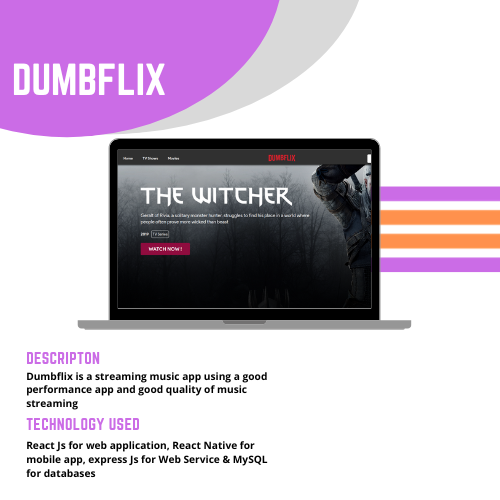 DUMBFLIX
Home TV Shows Movies DUMBFLIX
THE WITCHER
Geralt of Rivia, a solitary monster hunter, struggles to find his place in a world where
people often prove more wicked than beast
2019 TV Series
WATCH NOW !
DESCRIPTON
Dumbflix is a streaming music app using a good
performance app and good quality of music
streaming
TECHNOLOGY USED
React Js for web application, React Native for
mobile app, express Js for Web Service & MySQL
for databases